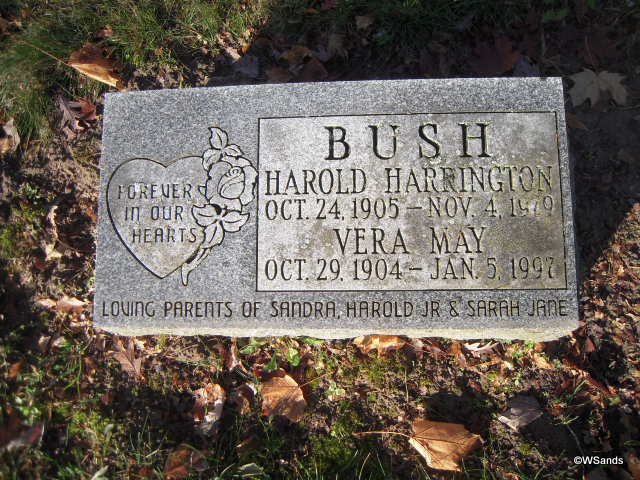 FOREVER
IN OUR
HEARTS
BUSH
HAROLD HARRINGTON
OCT. 24, 1905 – NOV. 4, 1979
VERA MAY
OCT. 29, 1904 – JAN. 5, 1997
LOVING PARENTS OF SANDRA, HAROLD JR & SARAH JANE
©WSands